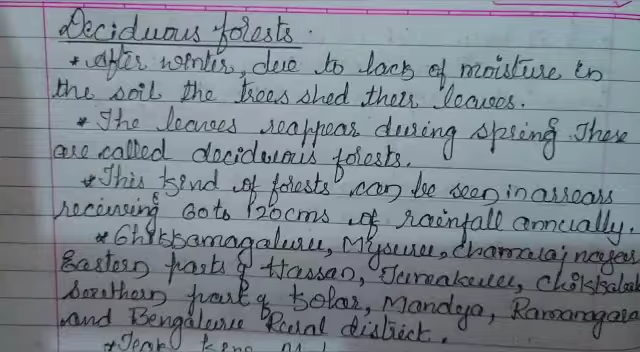 Deciduous forests.
* After winter, due to lack of moisture in
the soil the trees shed their leaves.
* The leaves reappear during spring. These
are called deciduous forests.
* This kind of forests can be seen in arrears
receiving 60 to 120cms of rainfall annually.
* Chikkamagaluru, Mysuru, Chamarajnagar
Eastern parts of Hassan, Tumakuru, Chikkabala
Southern part of Kolar, Mandya, Ramanagara
and Bengaluru Rural district.